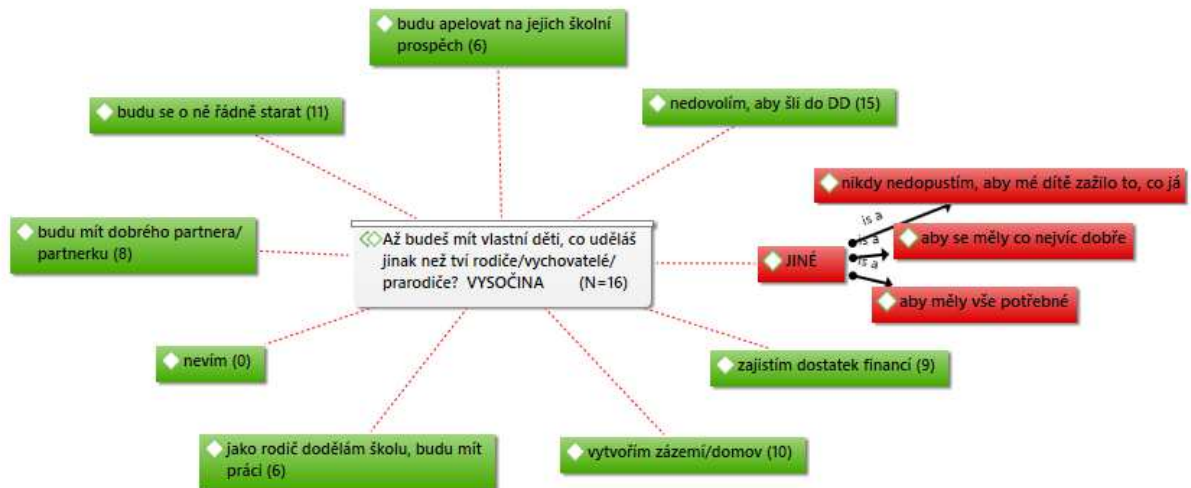 budu apelovat na jejich školní
prospěch (6)
budu se o ně řádně starat (11)
nedovolím, aby šli do DD (15)
nikdy nedopustím, aby mé dítě zažilo to, co já
is a
budu mít dobrého partnera/
partnerku (8)
Až budeš mít vlastní děti, co uděláš
jinak než tví rodiče/vychovatelé/
prarodiče? VYSOČINA (N=16)
JINÉ
is a
aby se měly co nejvíc dobře
is a
aby měly vše potřebné
nevím (0)
zajistím dostatek financí (9)
jako rodič dodělám školu, budu mít
práci (6)
vytvořím zázemí/domov (10)